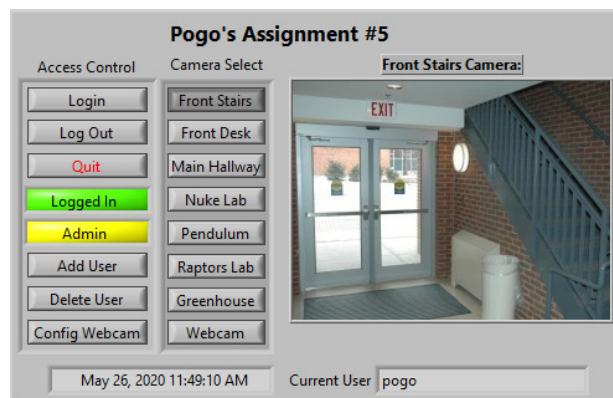 Pogo's Assignment #5
Access Control
Login
Log Out
Quit
Logged In
Admin
Add User
Delete User
Config Webcam
Camera Select
Front Stairs
Front Desk
Main Hallway
Nuke Lab
Pendulum
Raptors Lab
Greenhouse
Webcam
Front Stairs Camera:
EXIT
May 26, 2020 11:49:10 AM
Current User pogo